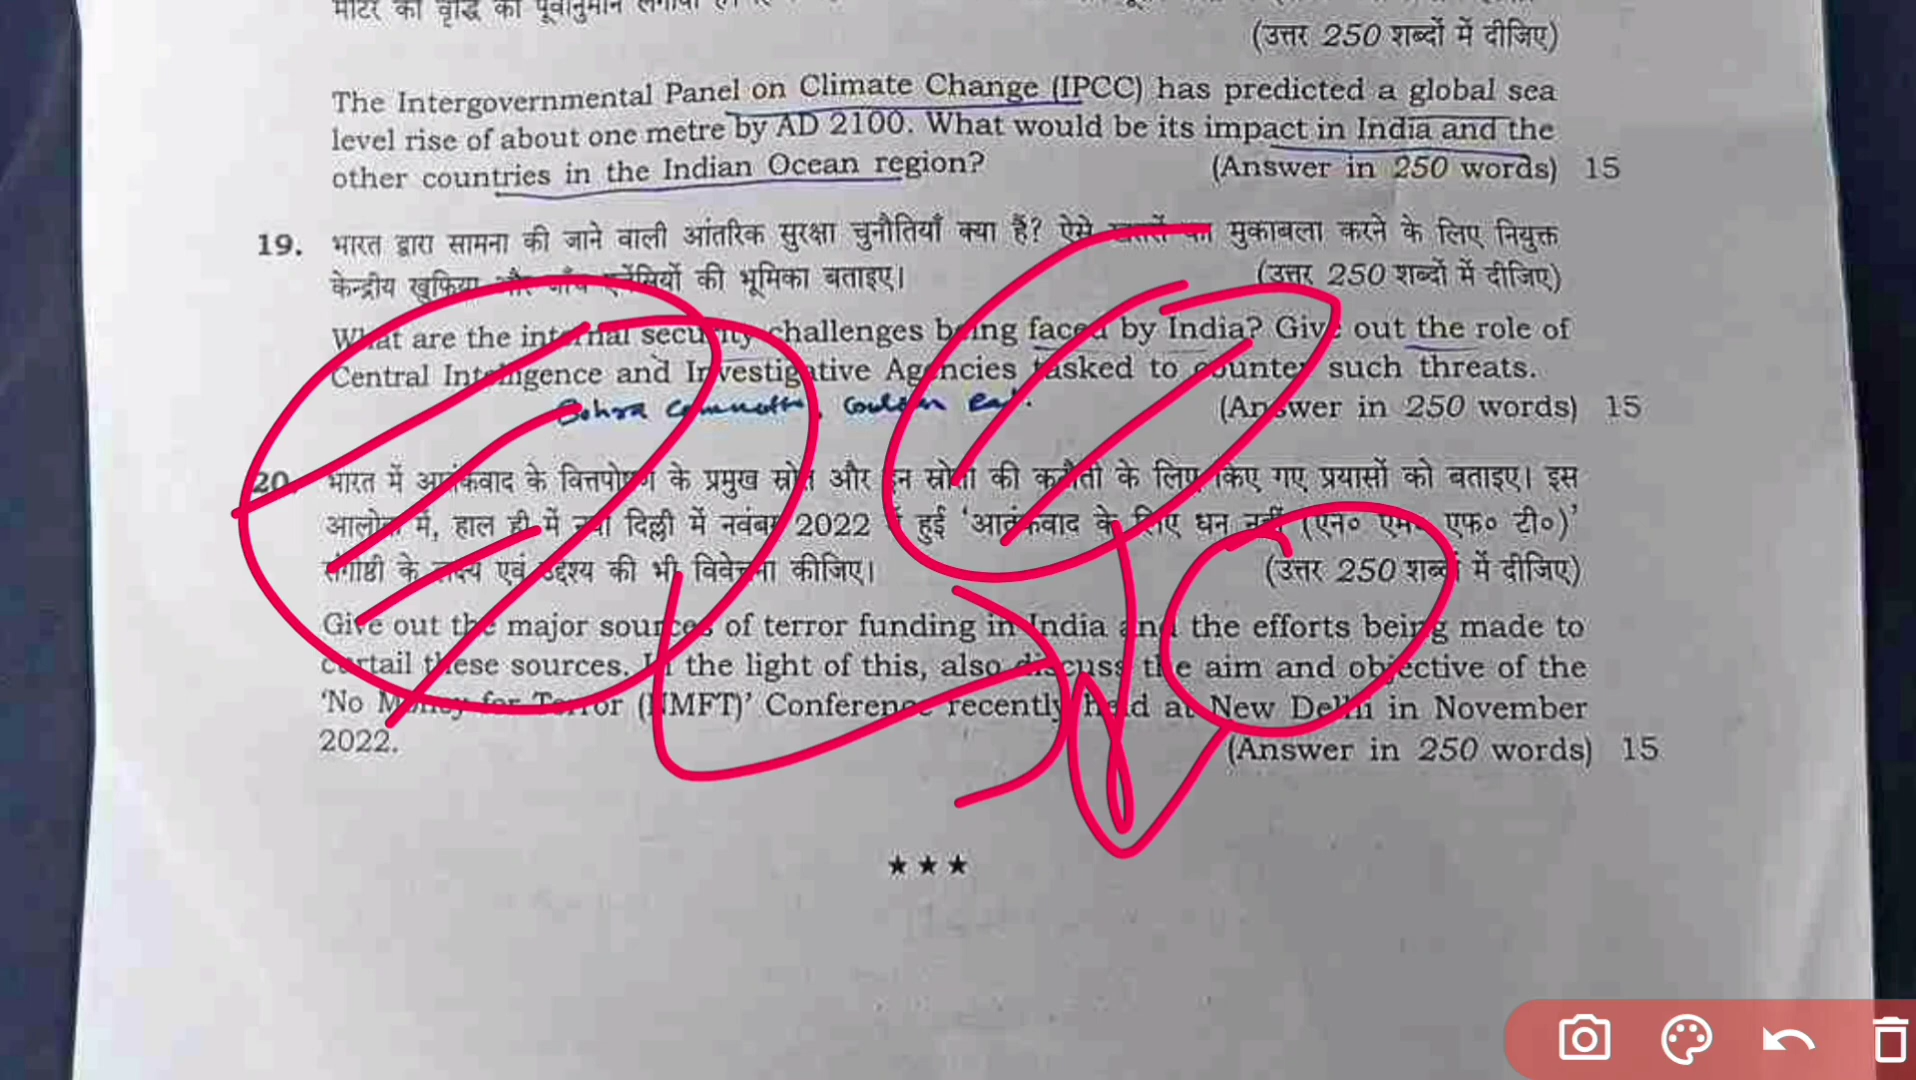 (उत्तर 250 शब्दों में दीजिए)
The Intergovernmental Panel on Climate Change (IPCC) has predicted a global sea
level rise of about one metre by AD 2100. What would be its impact in India and the
other countries in the Indian Ocean region? (Answer in 250 words) 15
19. भारत द्वारा सामना की जाने वाली आंतरिक सुरक्षा चुनौतियाँ क्या हैं? ऐसे खतरों का मुकाबला करने के लिए नियुक्त
केन्द्रीय खुफिया और जाँच एजेंसियों की भूमिका बताइए। (उत्तर 250 शब्दों में दीजिए)
What are the internal security challenges being faced by India? Give out the role of
Central Intelligence and Investigative Agencies tasked to counter such threats.
(Answer in 250 words) 15
20. भारत में आतंकवाद के वित्तपोषण के प्रमुख स्रोत और इन स्रोतों की कटौती के लिए किए गए प्रयासों को बताइए। इस
आलोक में, हाल ही में नयी दिल्ली में नवंबर 2022 में हुई ‘आतंकवाद के लिए धन नहीं (एन० एम० एफ० टी०)’
संगोष्ठी के लक्ष्य एवं उद्देश्य की भी विवेचना कीजिए। (उत्तर 250 शब्दों में दीजिए)
Give out the major sources of terror funding in India and the efforts being made to
curtail these sources. In the light of this, also discuss the aim and objective of the
‘No Money for Terror (NMFT)’ Conference recently held at New Delhi in November
2022. (Answer in 250 words) 15